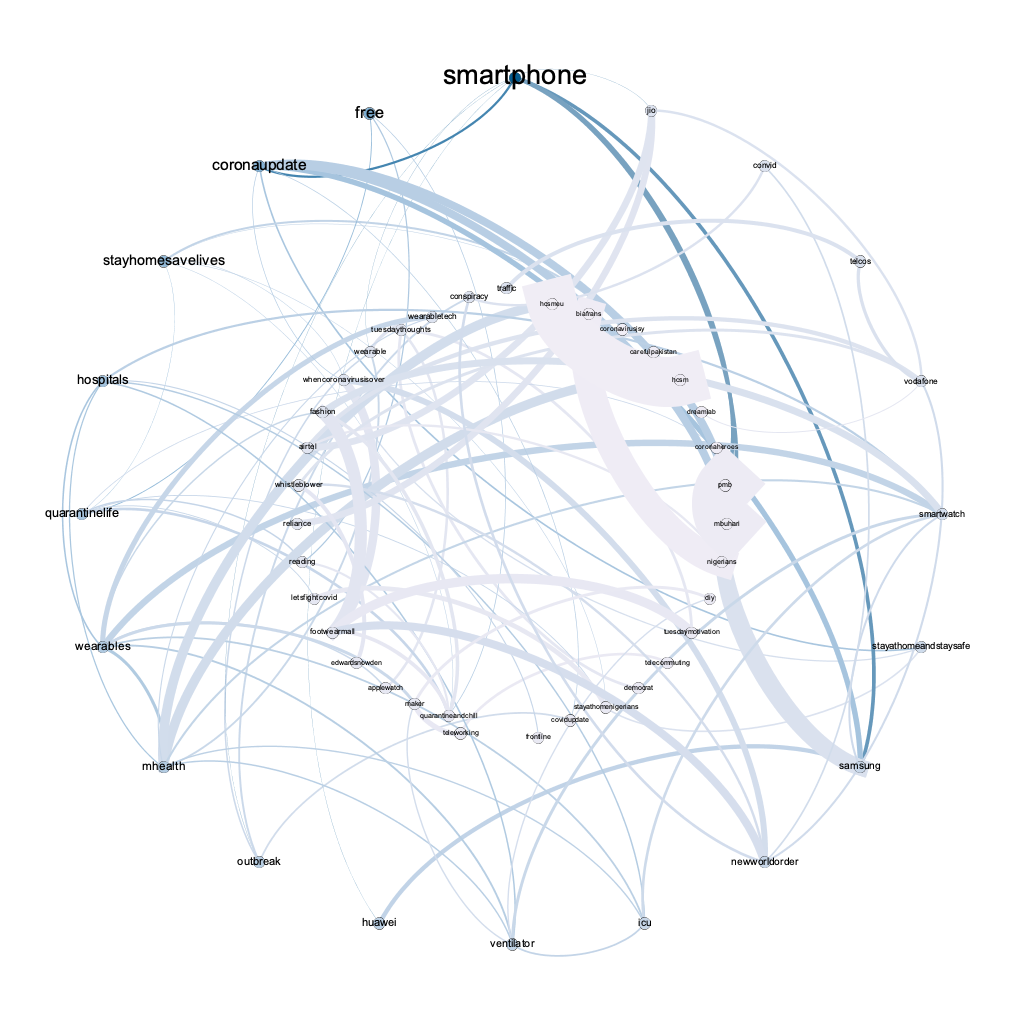 smartphone
jio
free
convid
coronaupdate
stayhomesavelives
telcos
traffic
conspiracy
hcsmeu
biafrans
wearabletech
tuesdaythoughts
coronavirusjsy
wearable
carefulpakistan
hospitals
whencoronavirusisover
hcsm
vodafone
fashion
dreamlab
airtel
coronaheroes
whistleblower
pmb
quarantinelife
smartwatch
reliance
mbuhari
reading
nigerians
letsfightcovid
diy
footwearmall
tuesdaymotivation
wearables
stayathomeandstaysafe
edwardsnowden
telecommuting
applewatch
democrat
maker
stayathomenigerians
quarantineandchill
covidupdate
teleworking
frontline
mhealth
samsung
outbreak
newworldorder
huawei
icu
ventilator